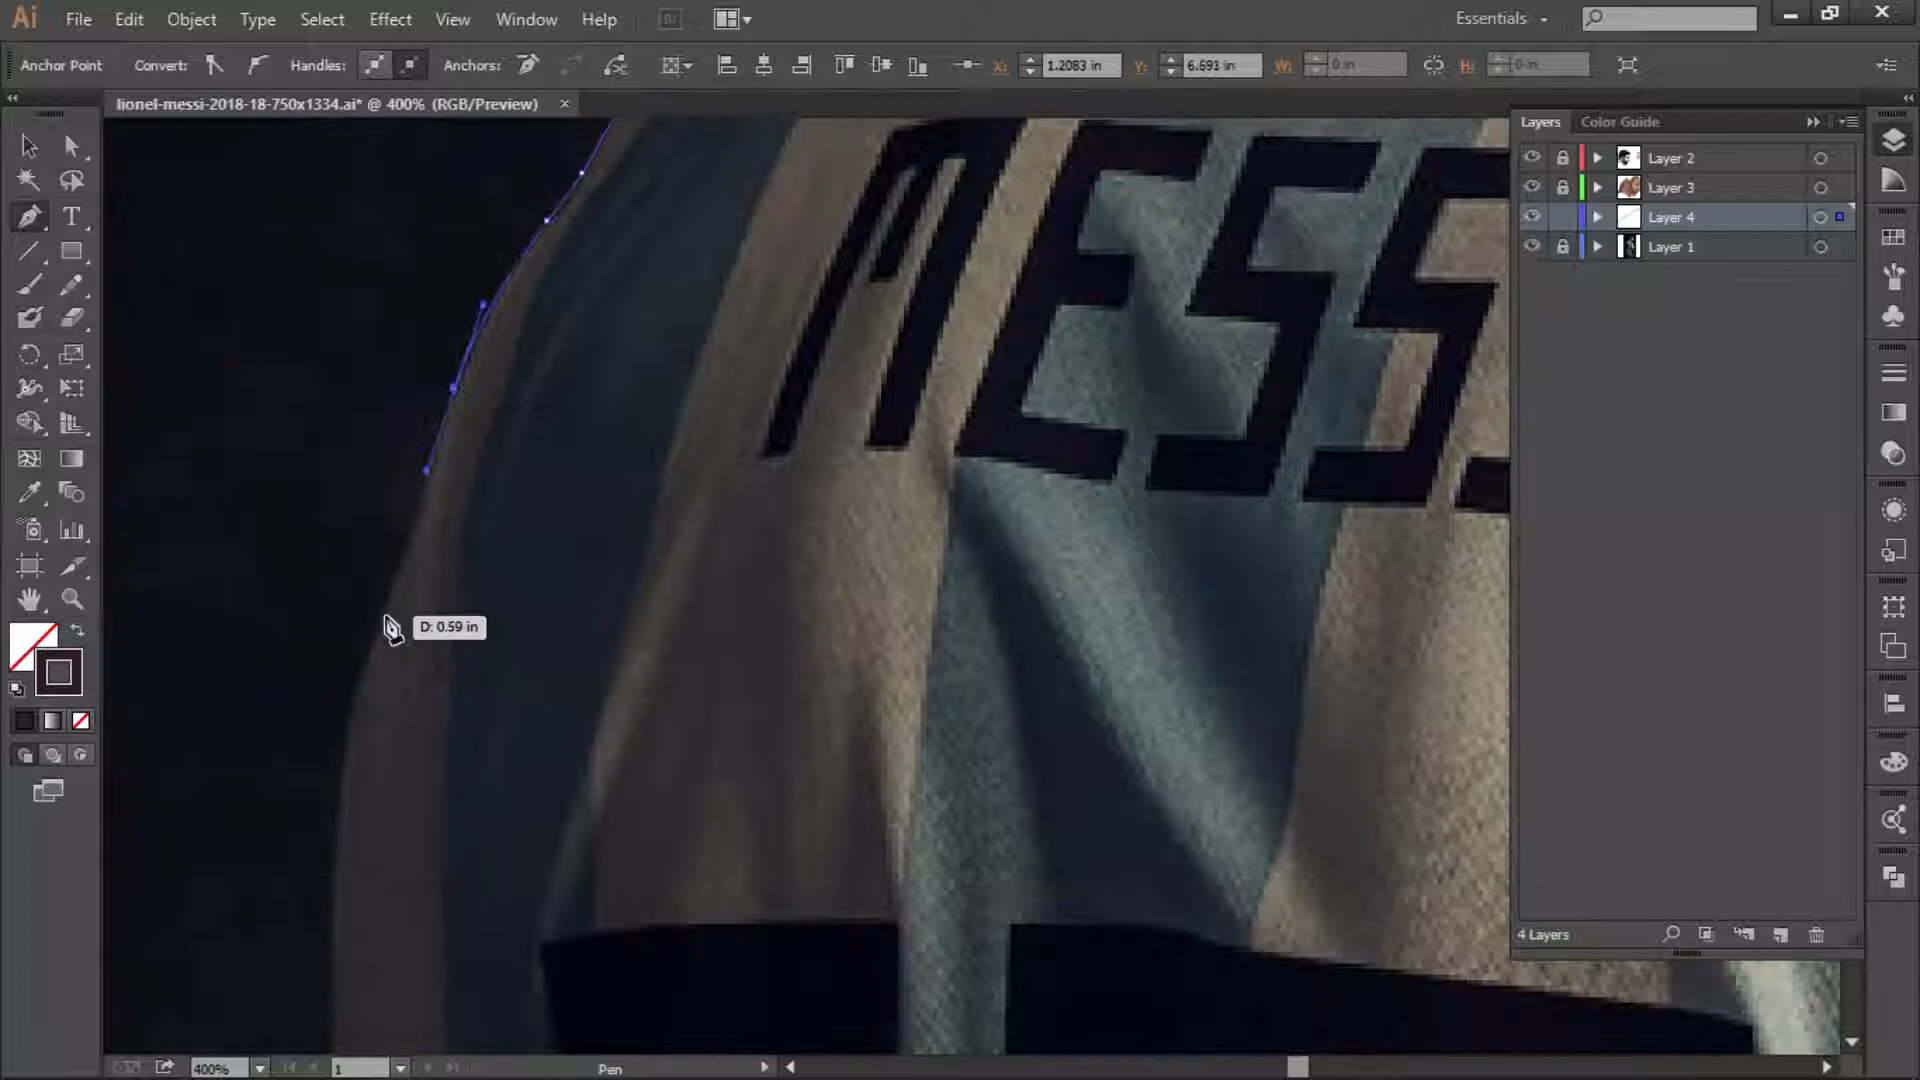 Ai File Edit Object Type Select Effect View Window Help Br Essentials
Anchor Point Convert: Handles: Anchors: X: 1.2083 in Y: 6.693 in W: 0 in H: 0 in
lionel-messi-2018-18-750x1334.ai* @ 400% (RGB/Preview)
Layers Color Guide
Layer 2
Layer 3
Layer 4
Layer 1
MESS
D: 0.59 in
4 Layers
400% 1 Pen